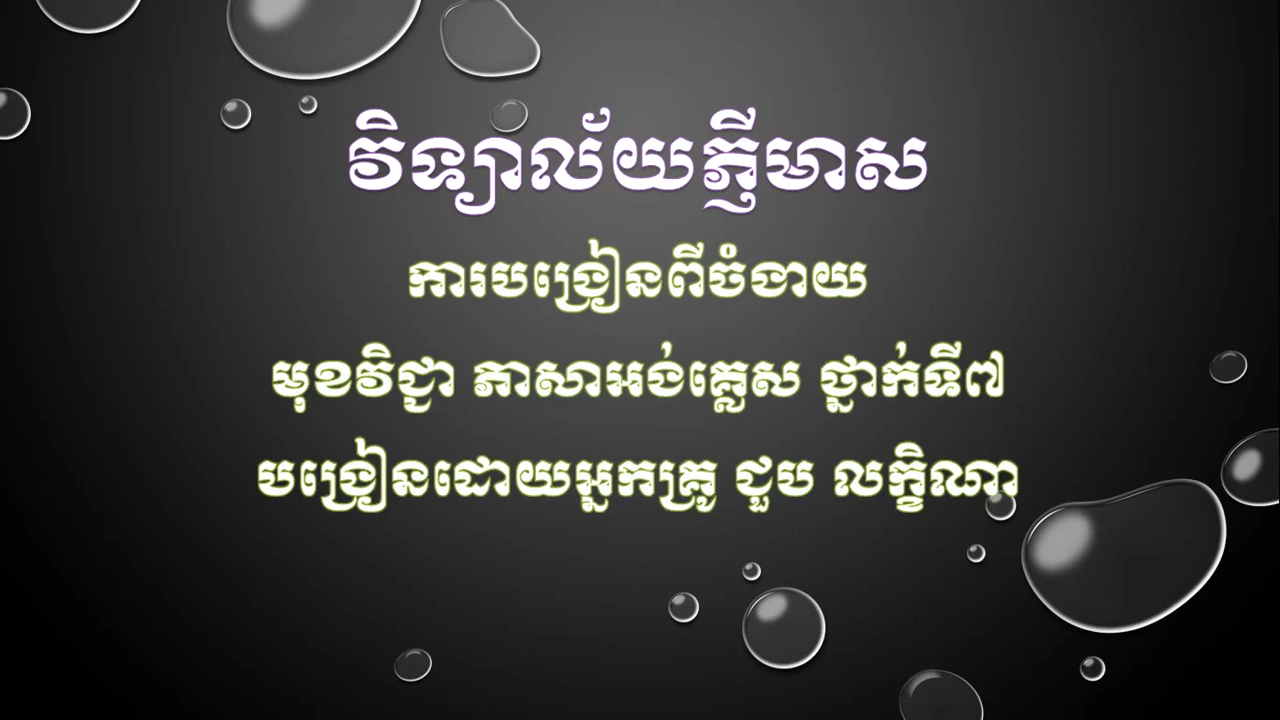 វិទ្យាល័យភ្ញីមាស
ការបង្រៀនពីចំងាយ
មុខវិជ្ជា ភាសាអង់គ្លេស ថ្នាក់ទី៧
បង្រៀនដោយអ្នកគ្រូ ជួប លក្ខិណា